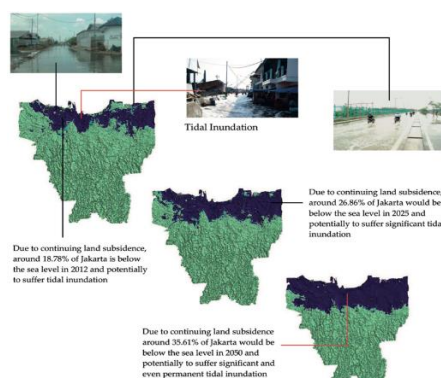 Tidal Inundation
Due to continuing land subsidence,
around 26.86% of Jakarta would be
below the sea level in 2025 and
potentially to suffer significant tidal
inundation
Due to continuing land subsidence,
around 18.78% of Jakarta is below
the sea level in 2012 and potentially
to suffer tidal inundation
Due to continuing land subsidence
around 35.61% of Jakarta would be
below the sea level in 2050 and
potentially to suffer significant and
even permanent tidal inundation